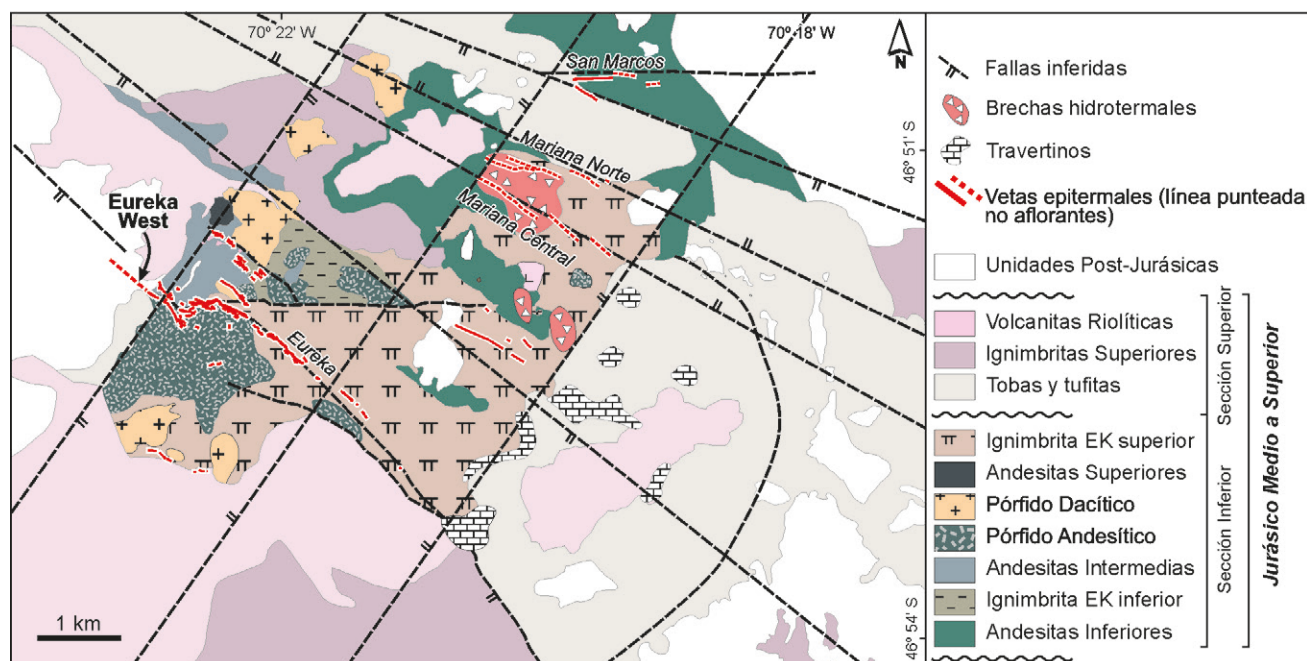 70º 22' W
70º 18' W
N
San Marcos
46º 51' S
Mariana Norte
Mariana Central
Eureka
West
Eureka
1 km
46º 54' S
Fallas inferidas
Brechas hidrotermales
Travertinos
Vetas epitermales (línea punteada
no aflorantes)
Unidades Post-Jurásicas
Volcanitas Riolíticas
Ignimbritas Superiores
Tobas y tufitas
Ignimbrita EK superior
Andesitas Superiores
Pórfido Dacítico
Pórfido Andesítico
Andesitas Intermedias
Ignimbrita EK inferior
Andesitas Inferiores
Sección Superior
Sección Inferior
Jurásico Medio a Superior